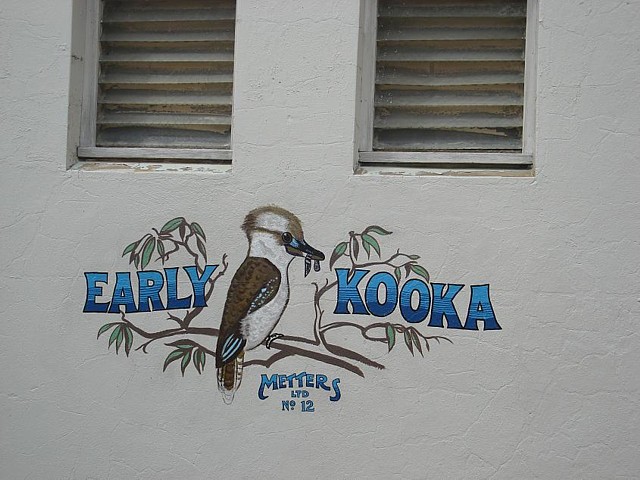 EARLY KOOKA
METTERS
LTD
Nº 12